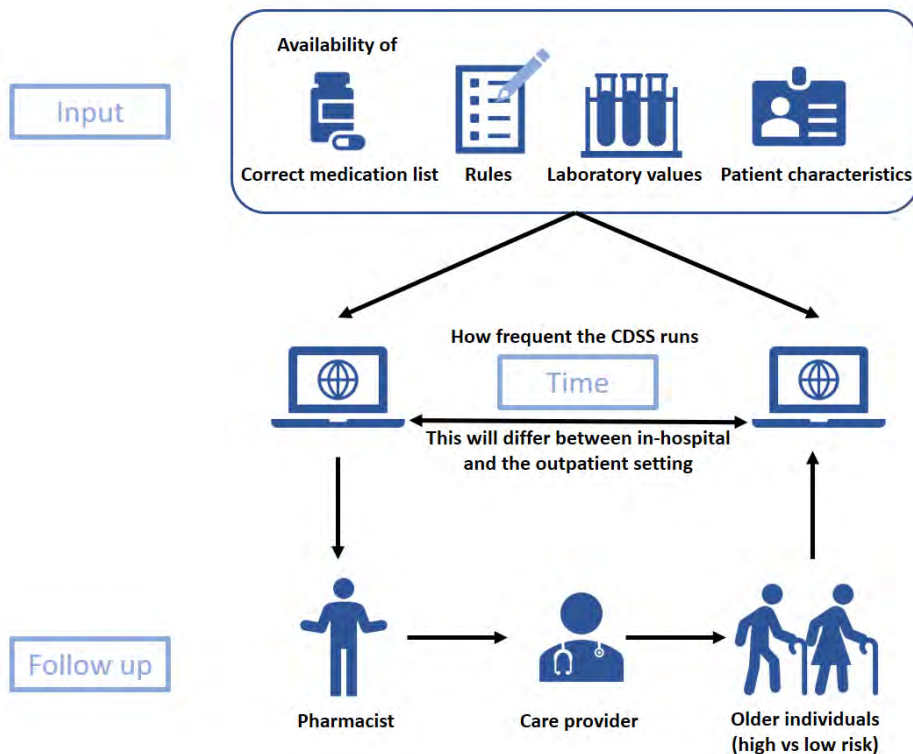 Availability of
Input
Correct medication list
Rules
Laboratory values
Patient characteristics
How frequent the CDSS runs
Time
This will differ between in-hospital
and the outpatient setting
Follow up
Pharmacist
Care provider
Older individuals
(high vs low risk)